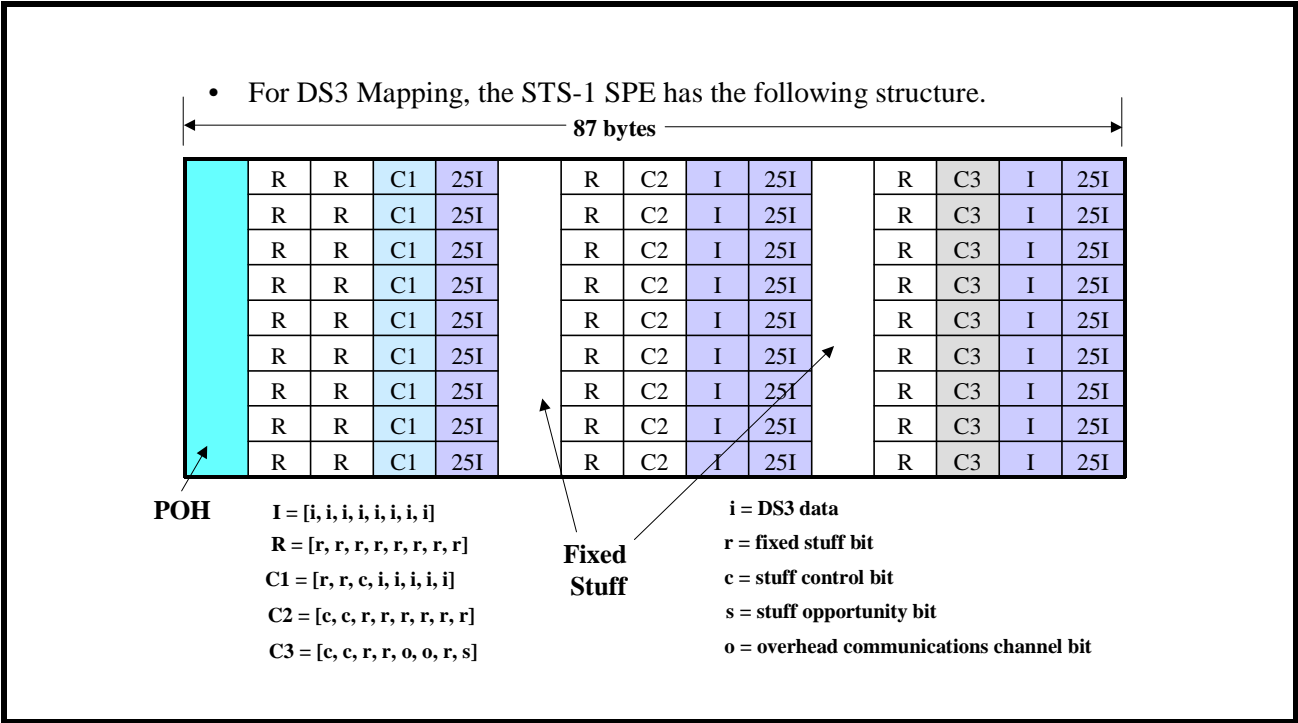 • For DS3 Mapping, the STS-1 SPE has the following structure.
87 bytes
R R C1 25I R C2 I 25I R C3 I 25I
R R C1 25I R C2 I 25I R C3 I 25I
R R C1 25I R C2 I 25I R C3 I 25I
R R C1 25I R C2 I 25I R C3 I 25I
R R C1 25I R C2 I 25I R C3 I 25I
R R C1 25I R C2 I 25I R C3 I 25I
R R C1 25I R C2 I 25I R C3 I 25I
R R C1 25I R C2 I 25I R C3 I 25I
R R C1 25I R C2 I 25I R C3 I 25I
POH
I = [i, i, i, i, i, i, i, i]
R = [r, r, r, r, r, r, r, r]
C1 = [r, r, c, i, i, i, i, i]
C2 = [c, c, r, r, r, r, r, r]
C3 = [c, c, r, r, o, o, r, s]
Fixed
Stuff
i = DS3 data
r = fixed stuff bit
c = stuff control bit
s = stuff opportunity bit
o = overhead communications channel bit